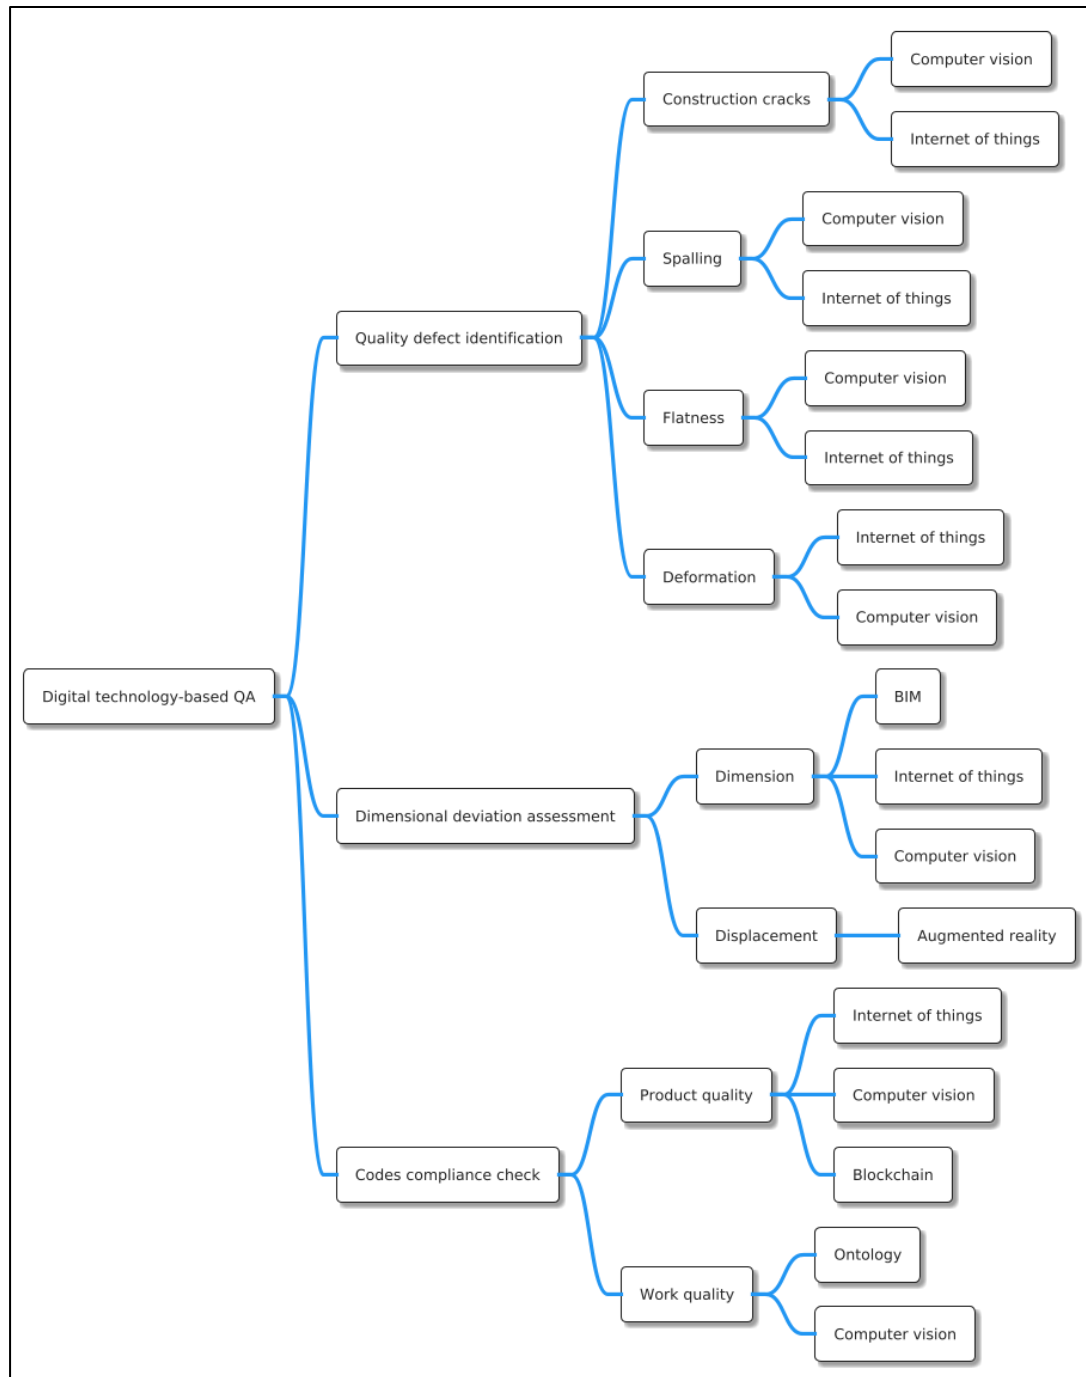 Digital technology-based QA
Quality defect identification
Construction cracks
Computer vision
Internet of things
Spalling
Computer vision
Internet of things
Flatness
Computer vision
Internet of things
Deformation
Internet of things
Computer vision
Dimensional deviation assessment
Dimension
BIM
Internet of things
Computer vision
Displacement
Augmented reality
Codes compliance check
Product quality
Internet of things
Computer vision
Blockchain
Work quality
Ontology
Computer vision